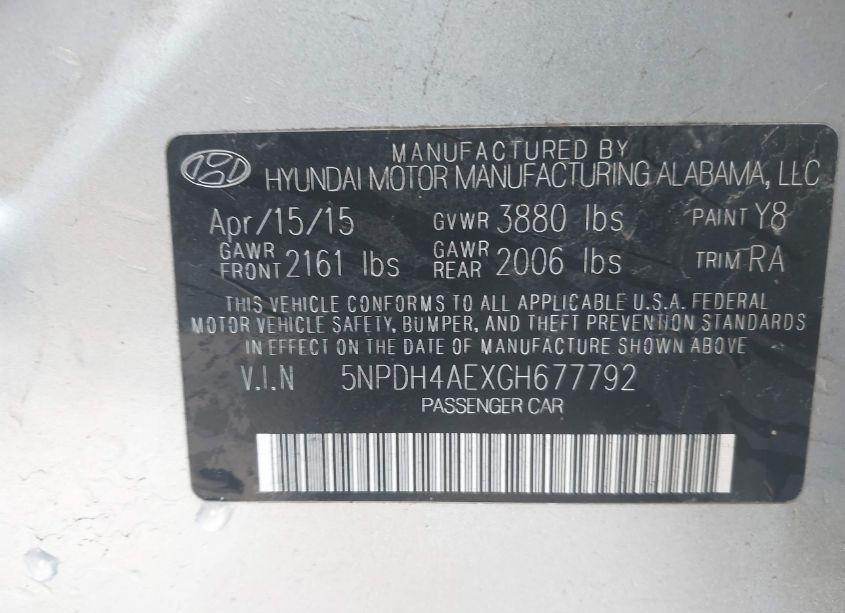 MANUFACTURED BY
HYUNDAI MOTOR MANUFACTURING ALABAMA, LLC
Apr/15/15 GVWR 3880 lbs PAINT Y8
GAWR FRONT 2161 lbs GAWR REAR 2006 lbs TRIM RA
THIS VEHICLE CONFORMS TO ALL APPLICABLE U.S.A. FEDERAL
MOTOR VEHICLE SAFETY, BUMPER, AND THEFT PREVENTION STANDARDS
IN EFFECT ON THE DATE OF MANUFACTURE SHOWN ABOVE
V.I.N 5NPDH4AEXGH677792
PASSENGER CAR